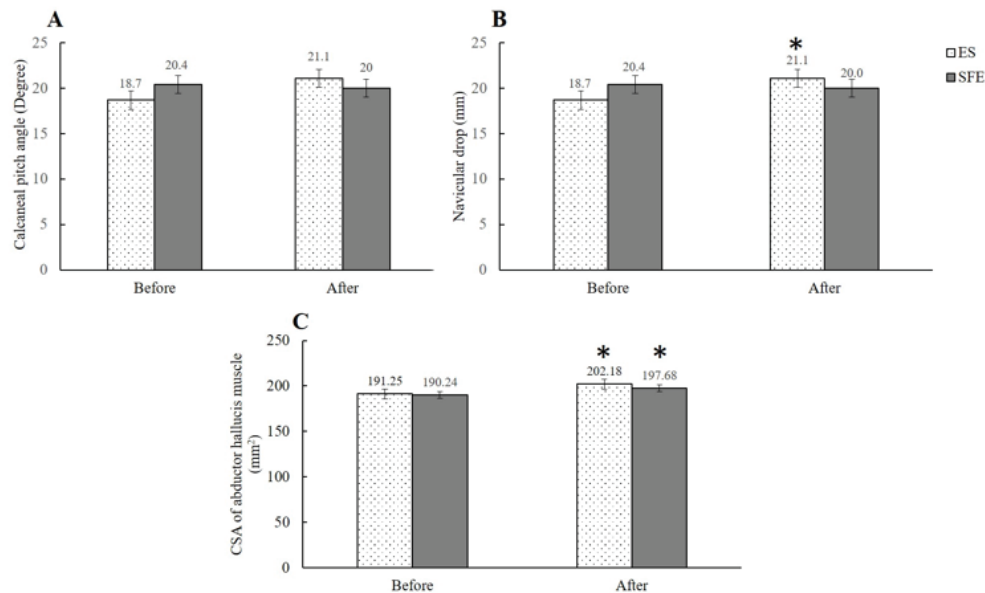 A
Calcaneal pitch angle (Degree)
25
20
15
10
5
0
18.7
20.4
21.1
20
Before
After
B
Navicular drop (mm)
25
20
15
10
5
0
18.7
20.4
*
21.1
20.0
Before
After
ES
SFE
C
CSA of abductor hallucis muscle
(mm²)
250
200
150
100
50
0
191.25
190.24
*
*
202.18
197.68
Before
After